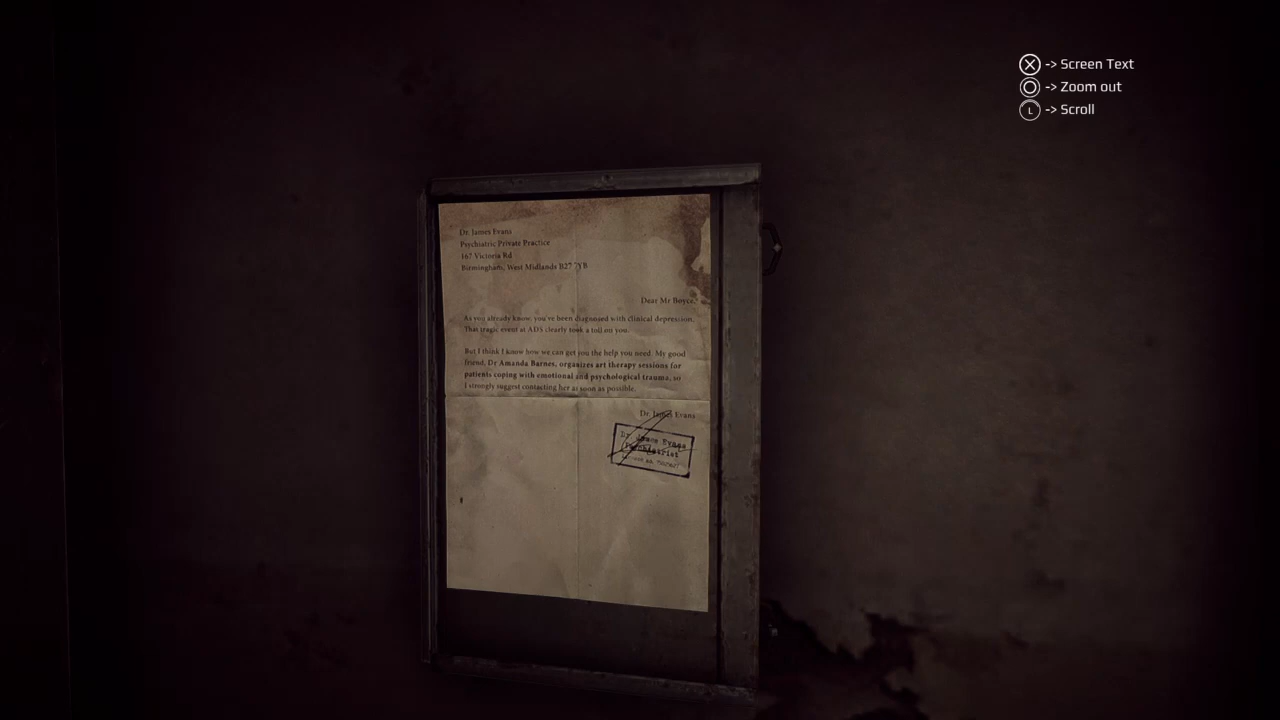 Ⓧ -> Screen Text
◯ -> Zoom out
Ⓛ -> Scroll
Dr. James Evans
Psychiatric Private Practice
167 Victoria Rd
Birmingham, West Midlands B27 7YB
Dear Mr Boyce,
As you already know, you've been diagnosed with clinical depression.
That tragic event at ADS clearly took a toll on you.
But I think I know how we can get you the help you need. My good
friend, Dr Amanda Barnes, organizes art therapy sessions for
patients coping with emotional and psychological trauma, so
I strongly suggest contacting her as soon as possible.
Dr. James Evans
Dr. James Evans
Psychiatrist